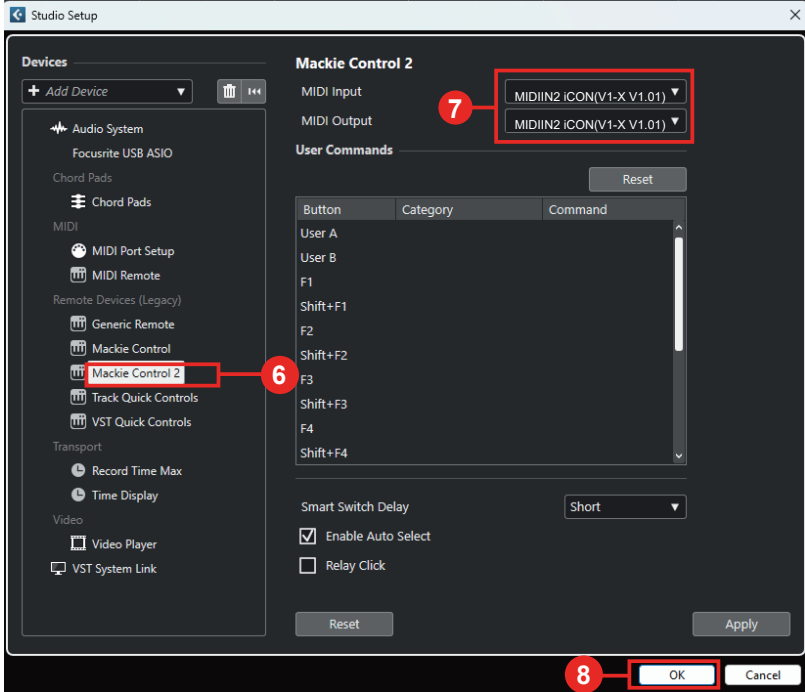 Studio Setup
Devices
+ Add Device
Audio System
Focusrite USB ASIO
Chord Pads
Chord Pads
MIDI
MIDI Port Setup
MIDI Remote
Remote Devices (Legacy)
Generic Remote
Mackie Control
Mackie Control 2
6
Track Quick Controls
VST Quick Controls
Transport
Record Time Max
Time Display
Video
Video Player
VST System Link
Mackie Control 2
MIDI Input
MIDIIN2 iCON(V1-X V1.01)
7
MIDI Output
MIDIIN2 iCON(V1-X V1.01)
User Commands
Reset
Button Category Command
User A
User B
F1
Shift+F1
F2
Shift+F2
F3
Shift+F3
F4
Shift+F4
Smart Switch Delay Short
Enable Auto Select
Relay Click
Reset Apply
8 OK Cancel